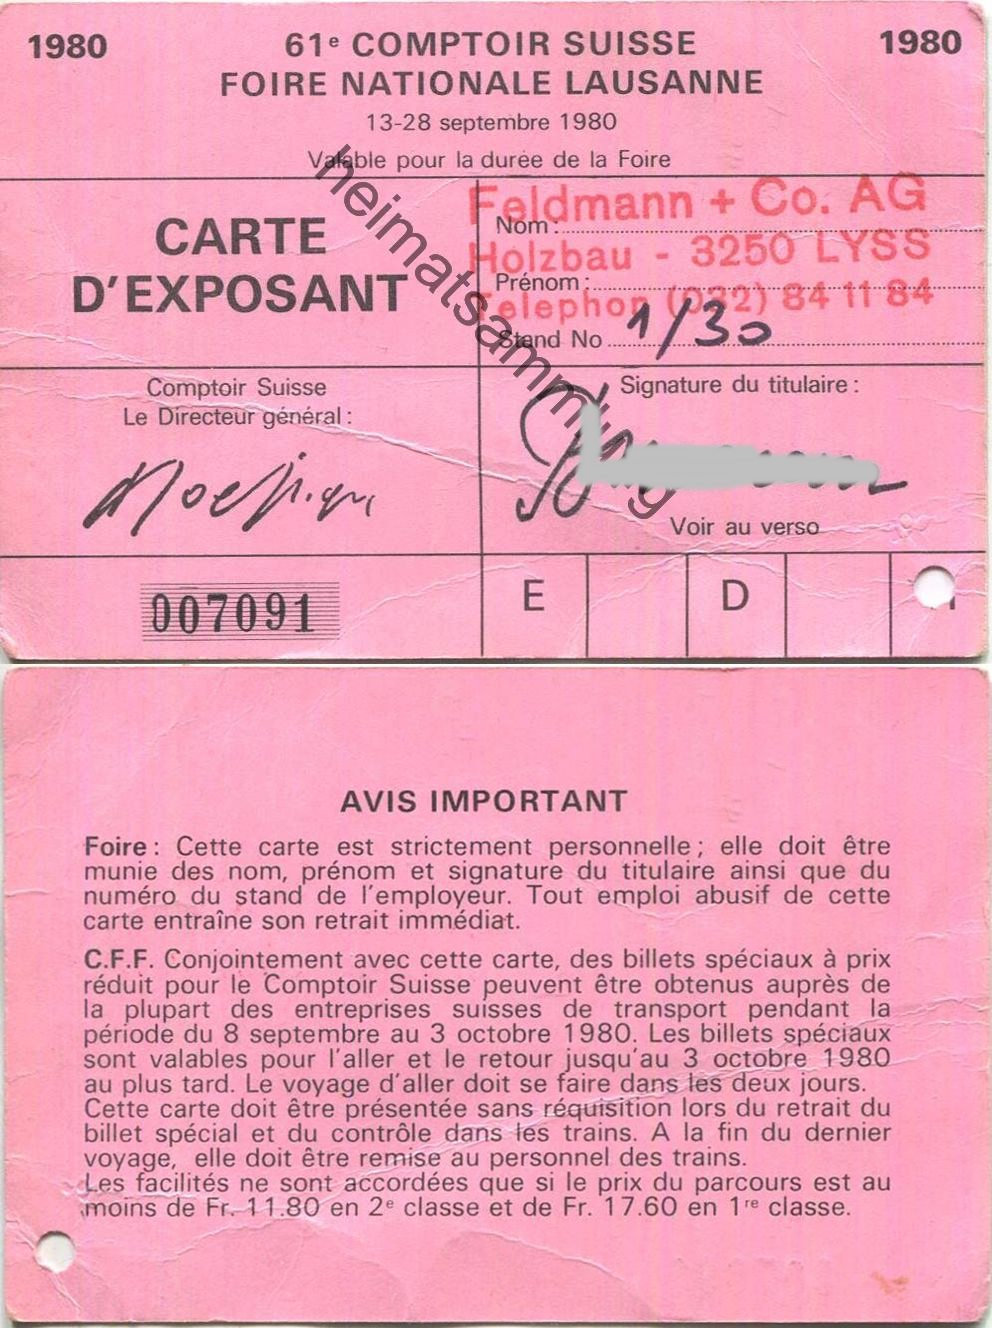 1980 61e COMPTOIR SUISSE 1980
FOIRE NATIONALE LAUSANNE
13-28 septembre 1980
Valable pour la durée de la Foire
CARTE
D'EXPOSANT
Feldmann + Co. AG
Nom :
Holzbau - 3250 LYSS
Prénom :
Telephon (032) 84 11 84
Stand No 1/30
Comptoir Suisse
Le Directeur général :
Signature du titulaire :
Voir au verso
007091
E D
heimatsammlung
AVIS IMPORTANT
Foire : Cette carte est strictement personnelle ; elle doit être
munie des nom, prénom et signature du titulaire ainsi que du
numéro du stand de l'employeur. Tout emploi abusif de cette
carte entraîne son retrait immédiat.
C.F.F. Conjointement avec cette carte, des billets spéciaux à prix
réduit pour le Comptoir Suisse peuvent être obtenus auprès de
la plupart des entreprises suisses de transport pendant la
période du 8 septembre au 3 octobre 1980. Les billets spéciaux
sont valables pour l'aller et le retour jusqu'au 3 octobre 1980
au plus tard. Le voyage d'aller doit se faire dans les deux jours.
Cette carte doit être présentée sans réquisition lors du retrait du
billet spécial et du contrôle dans les trains. A la fin du dernier
voyage, elle doit être remise au personnel des trains.
Les facilités ne sont accordées que si le prix du parcours est au
moins de Fr. 11.80 en 2e classe et de Fr. 17.60 en 1re classe.